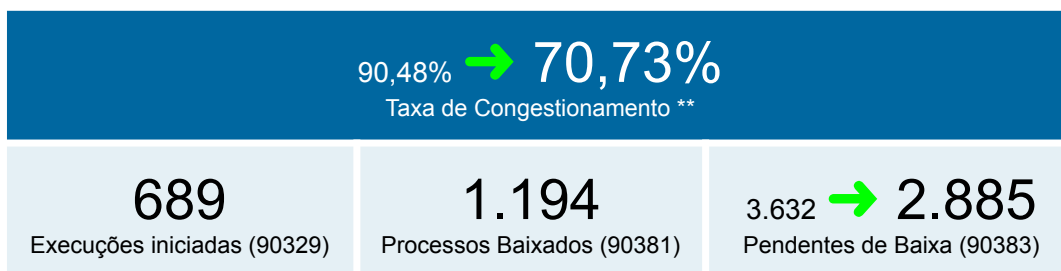 90,48% ➜ 70,73%
Taxa de Congestionamento **
689
Execuções iniciadas (90329)
1.194
Processos Baixados (90381)
3.632 ➜ 2.885
Pendentes de Baixa (90383)